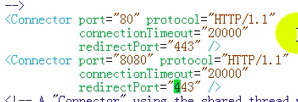 -->
<Connector port="80" protocol="HTTP/1.1"
connectionTimeout="20000"
redirectPort="443" />
<Connector port="8080" protocol="HTTP/1.1"
connectionTimeout="20000"
redirectPort="443" />
<!-- A "Connector" using the shared thread